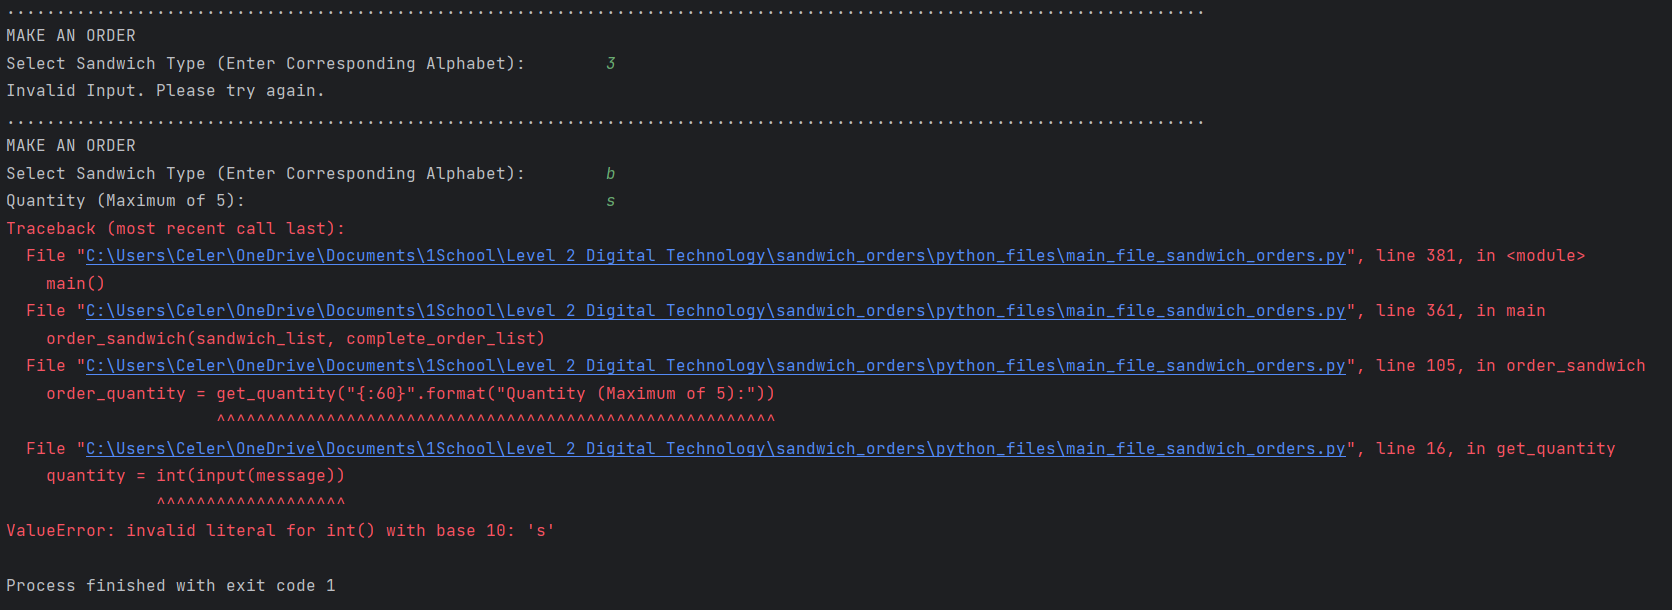 ........................................................................................................................
MAKE AN ORDER
Select Sandwich Type (Enter Corresponding Alphabet):        3
Invalid Input. Please try again.
........................................................................................................................
MAKE AN ORDER
Select Sandwich Type (Enter Corresponding Alphabet):        b
Quantity (Maximum of 5):                                    s
Traceback (most recent call last):
  File "C:\Users\Celer\OneDrive\Documents\1School\Level 2 Digital Technology\sandwich_orders\python_files\main_file_sandwich_orders.py", line 381, in <module>
    main()
  File "C:\Users\Celer\OneDrive\Documents\1School\Level 2 Digital Technology\sandwich_orders\python_files\main_file_sandwich_orders.py", line 361, in main
    order_sandwich(sandwich_list, complete_order_list)
  File "C:\Users\Celer\OneDrive\Documents\1School\Level 2 Digital Technology\sandwich_orders\python_files\main_file_sandwich_orders.py", line 105, in order_sandwich
    order_quantity = get_quantity("{:60}".format("Quantity (Maximum of 5):"))
                     ^^^^^^^^^^^^^^^^^^^^^^^^^^^^^^^^^^^^^^^^^^^^^^^^^^^^^^^^
  File "C:\Users\Celer\OneDrive\Documents\1School\Level 2 Digital Technology\sandwich_orders\python_files\main_file_sandwich_orders.py", line 16, in get_quantity
    quantity = int(input(message))
               ^^^^^^^^^^^^^^^^^^^
ValueError: invalid literal for int() with base 10: 's'

Process finished with exit code 1